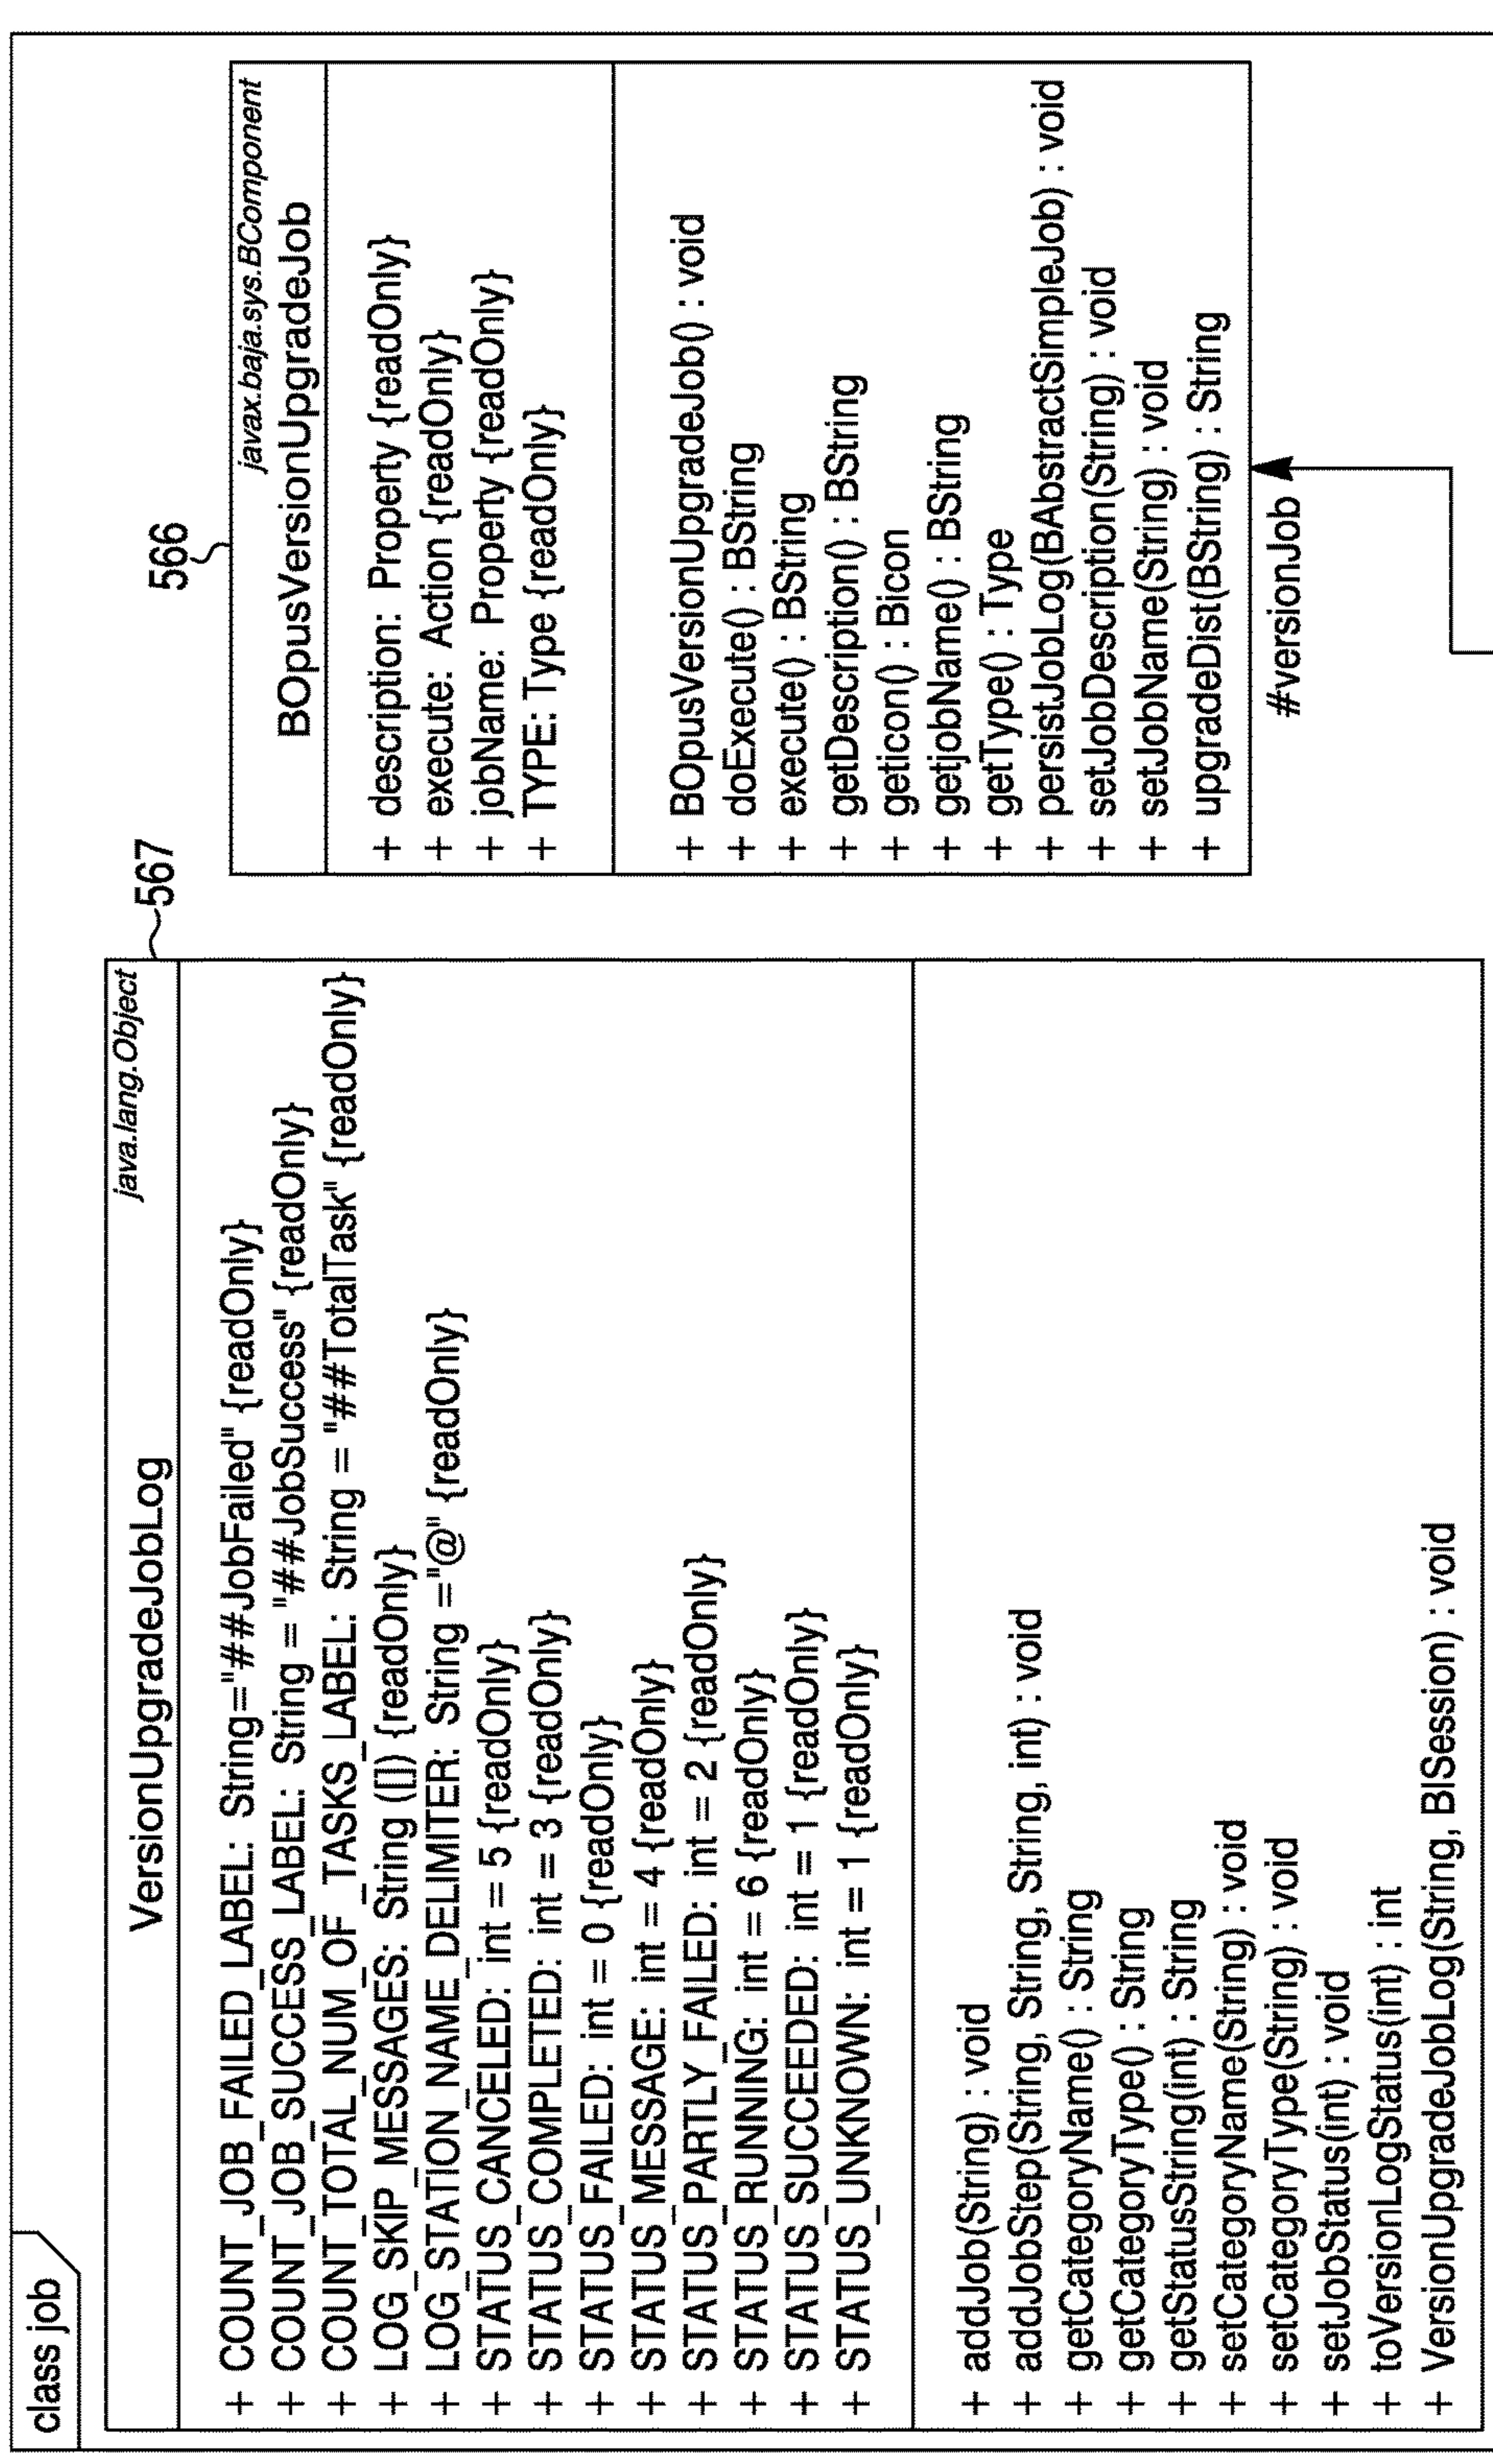 class job
567
java.lang.Object
VersionUpgradeJobLog
+ COUNT_JOB_FAILED_LABEL: String="##JobFailed" {readOnly}
+ COUNT_JOB_SUCCESS_LABEL: String = "##JobSuccess" {readOnly}
+ COUNT_TOTAL_NUM_OF_TASKS_LABEL: String = "##TotalTask" {readOnly}
+ LOG_SKIP_MESSAGES: String ([]) {readOnly}
+ LOG_STATION_NAME_DELIMITER: String ="@" {readOnly}
+ STATUS_CANCELED: int = 5 {readOnly}
+ STATUS_COMPLETED: int = 3 {readOnly}
+ STATUS_FAILED: int = 0 {readOnly}
+ STATUS_MESSAGE: int = 4 {readOnly}
+ STATUS_PARTLY_FAILED: int = 2 {readOnly}
+ STATUS_RUNNING: int = 6 {readOnly}
+ STATUS_SUCCEEDED: int = 1 {readOnly}
+ STATUS_UNKNOWN: int = 1 {readOnly}
+ addJob(String) : void
+ addJobStep(String, String, String, int) : void
+ getCategoryName() : String
+ getCategoryType() : String
+ getStatusString(int) : String
+ setCategoryName(String) : void
+ setCategoryType(String) : void
+ setJobStatus(int) : void
+ toVersionLogStatus(int) : int
+ VersionUpgradeJobLog(String, BISession) : void
566
javax.baja.sys.BComponent
BOpusVersionUpgradeJob
+ description: Property {readOnly}
+ execute: Action {readOnly}
+ jobName: Property {readOnly}
+ TYPE: Type {readOnly}
+ BOpusVersionUpgradeJob() : void
+ doExecute() : BString
+ execute() : BString
+ getDescription() : BString
+ geticon() : Bicon
+ getjobName() : BString
+ getType() : Type
+ persistJobLog(BAbstractSimpleJob) : void
+ setJobDescription(String) : void
+ setJobName(String) : void
+ upgradeDist(BString) : String
#versionJob